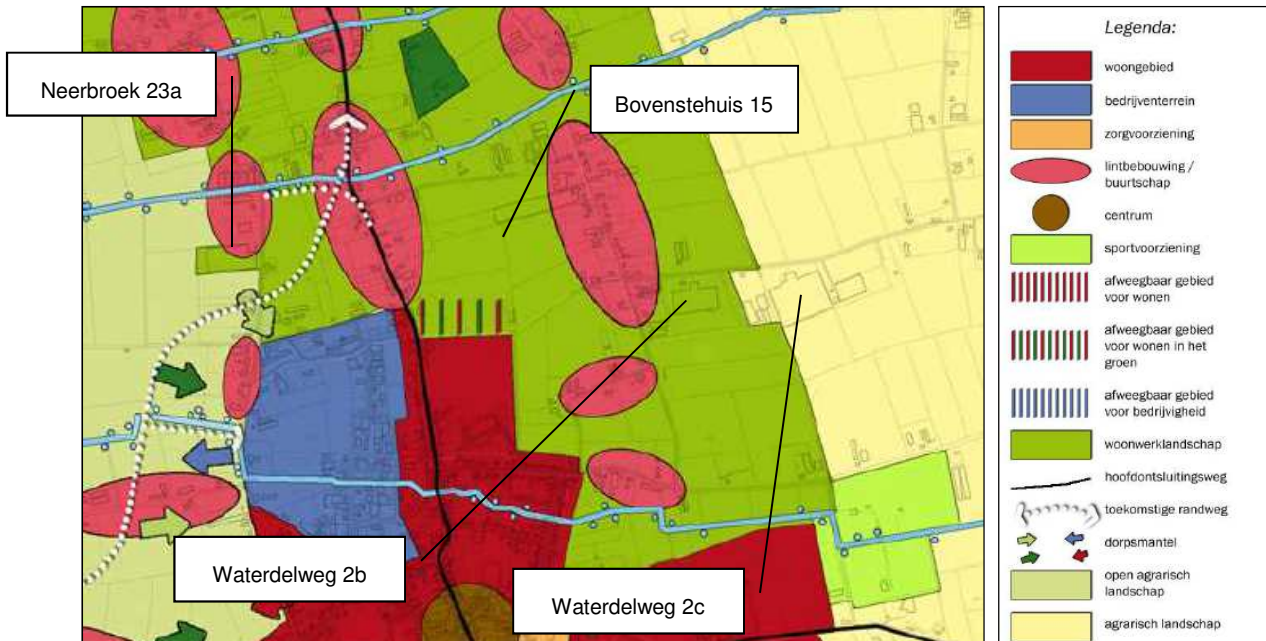 Neerbroek 23a
Bovenstehuis 15
Waterdelweg 2b
Waterdelweg 2c
Legenda:
woongebied
bedrijventerrein
zorgvoorziening
lintbebouwing /
buurtschap
centrum
sportvoorziening
afweegbaar gebied
voor wonen
afweegbaar gebied
voor wonen in het
groen
afweegbaar gebied
voor bedrijvigheid
woonwerklandschap
hoofdontsluitingsweg
toekomstige randweg
dorpsmantel
open agrarisch
landschap
agrarisch landschap